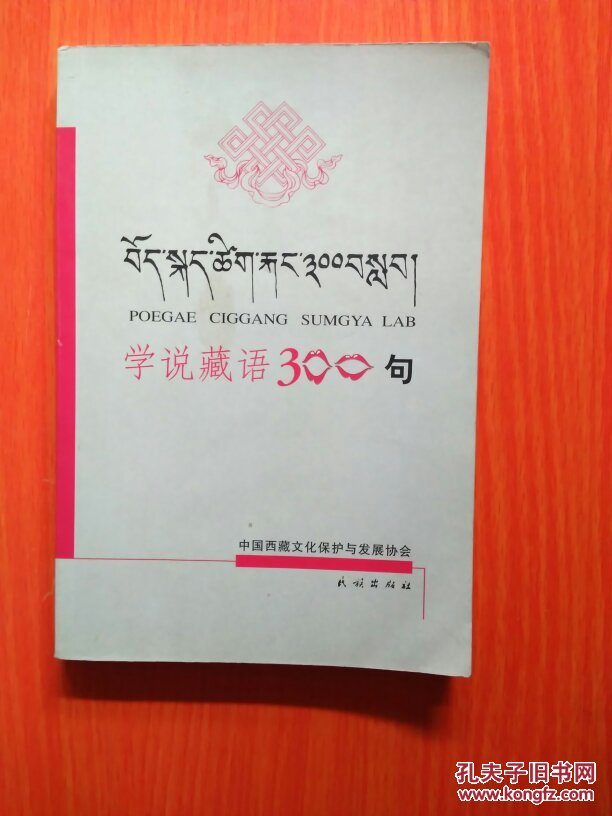 བོད་སྐད་ཚིག་རྐང་༣༠༠བསླབ།
POEGAE CIGGANG SUMGYA LAB
学说藏语300句
中国西藏文化保护与发展协会
民族出版社
孔夫子旧书网
www.kongfz.com